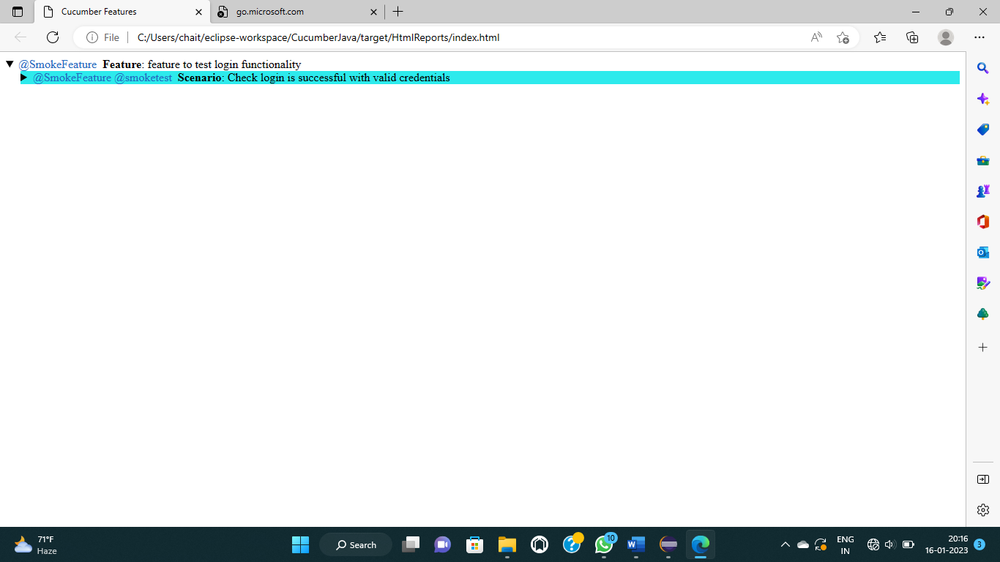 Cucumber Features
go.microsoft.com
File
C:/Users/chait/eclipse-workspace/CucumberJava/target/HtmlReports/index.html
@SmokeFeature Feature: feature to test login functionality
@SmokeFeature @smoketest Scenario: Check login is successful with valid credentials
71°F
Haze
Search
10
ENG
IN
20:16
16-01-2023
3